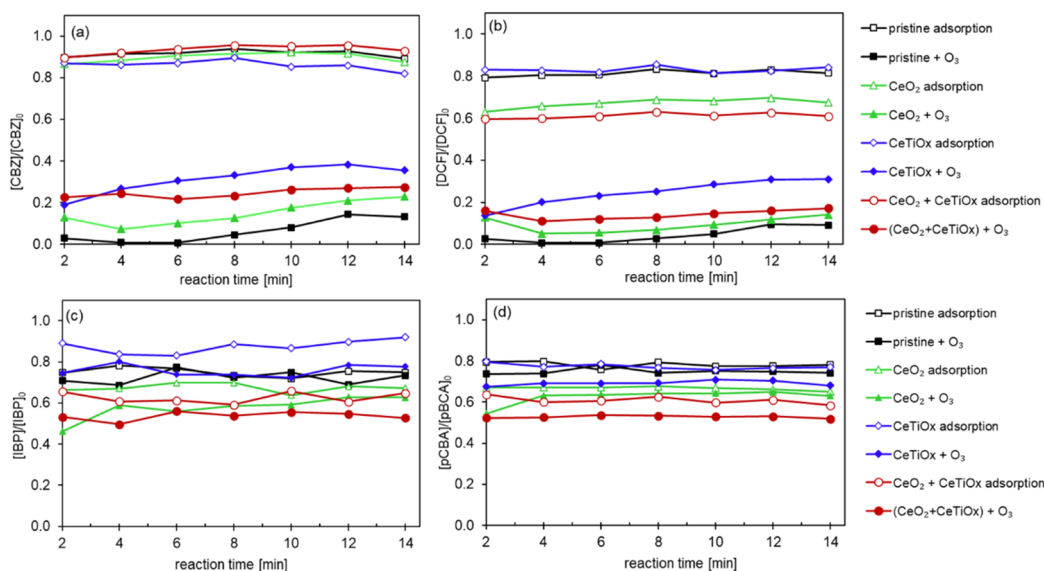 (a)
1.0
0.8
0.6
0.4
0.2
0.0
[CBZ]/[CBZ]₀
2 4 6 8 10 12 14
reaction time [min]
(b)
1.0
0.8
0.6
0.4
0.2
0.0
[DCF]/[DCF]₀
2 4 6 8 10 12 14
reaction time [min]
pristine adsorption
pristine + O₃
CeO₂ adsorption
CeO₂ + O₃
CeTiOx adsorption
CeTiOx + O₃
CeO₂ + CeTiOx adsorption
(CeO₂+CeTiOx) + O₃
(c)
1.0
0.8
0.6
0.4
0.2
0.0
[IBP]/[IBP]₀
2 4 6 8 10 12 14
reaction time [min]
(d)
1.0
0.8
0.6
0.4
0.2
0.0
[pCBA]/[pBCA]₀
2 4 6 8 10 12 14
reaction time [min]
pristine adsorption
pristine + O₃
CeO₂ adsorption
CeO₂ + O₃
CeTiOx adsorption
CeTiOx + O₃
CeO₂ + CeTiOx adsorption
(CeO₂+CeTiOx) + O₃